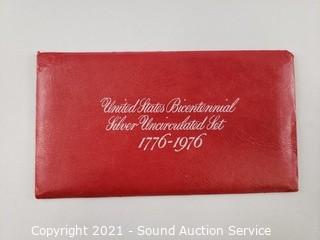 United States Bicentennial
Silver Uncirculated Set
1776-1976
Copyright 2021 - Sound Auction Service